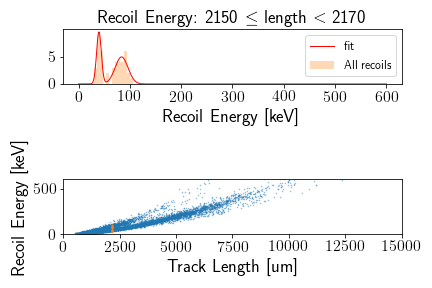 Recoil Energy: 2150 ≤ length < 2170
5
0
fit
All recoils
0 100 200 300 400 500 600
Recoil Energy [keV]
Recoil Energy [keV]
500
0
0 2500 5000 7500 10000 12500 15000
Track Length [um]